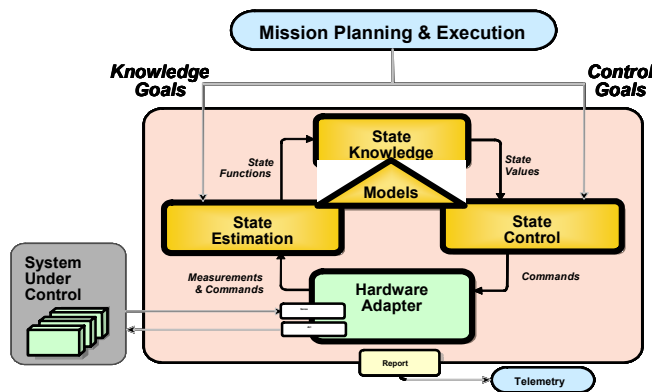 Mission Planning & Execution
Knowledge
Goals
Control
Goals
State
Knowledge
State
Functions
State
Values
Models
State
Estimation
State
Control
System
Under
Control
Measurements
& Commands
Commands
Hardware
Adapter
Report
Telemetry